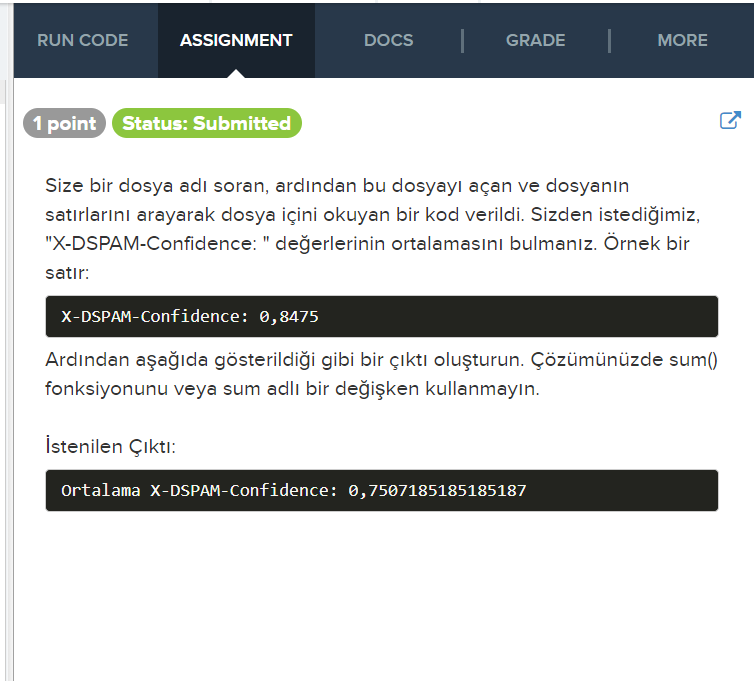 RUN CODE
ASSIGNMENT
DOCS
|
GRADE
|
MORE
1 point
Status: Submitted
Size bir dosya adı soran, ardından bu dosyayı açan ve dosyanın
satırlarını arayarak dosya içini okuyan bir kod verildi. Sizden istediğimiz,
"X-DSPAM-Confidence: " değerlerinin ortalamasını bulmanız. Örnek bir
satır:
X-DSPAM-Confidence: 0,8475
Ardından aşağıda gösterildiği gibi bir çıktı oluşturun. Çözümünüzde sum()
fonksiyonunu veya sum adlı bir değişken kullanmayın.
İstenilen Çıktı:
Ortalama X-DSPAM-Confidence: 0,7507185185185187